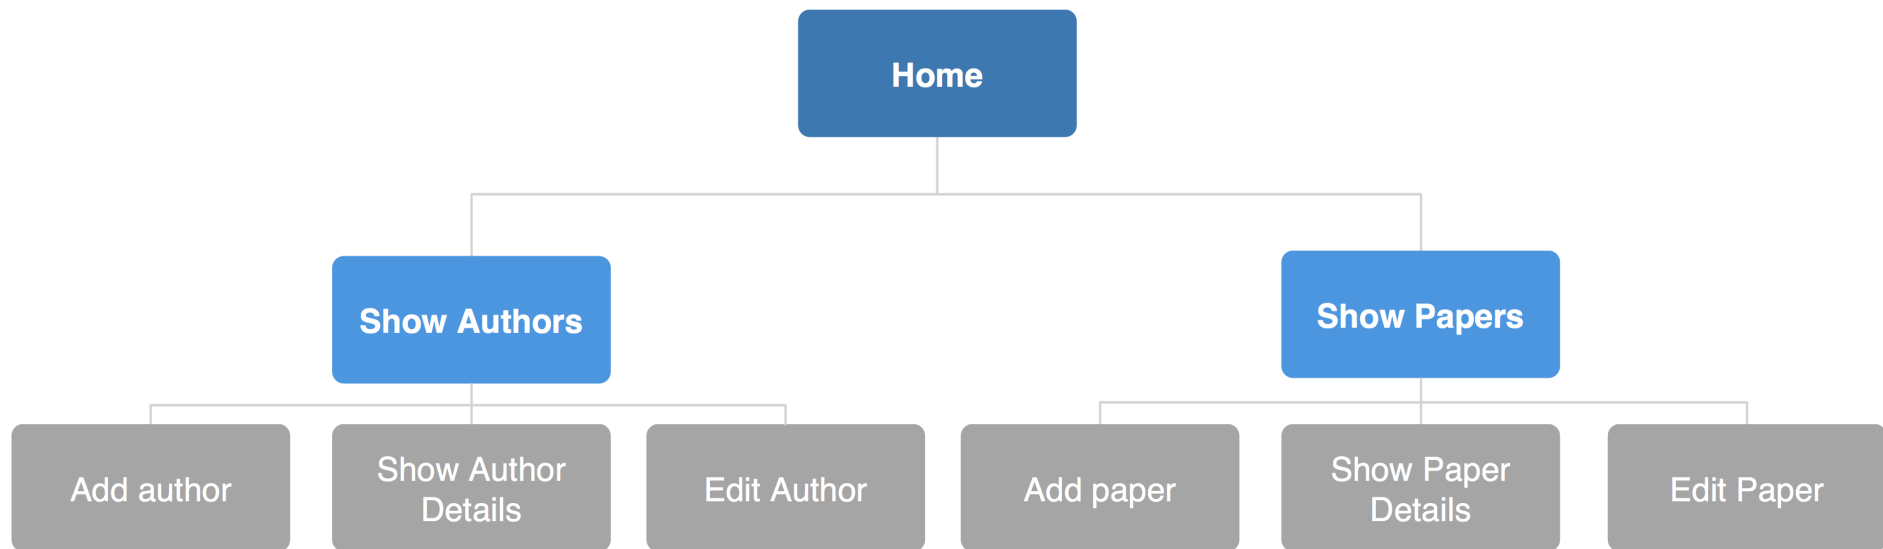 Home
Show Authors
Show Papers
Add author
Show Author
Details
Edit Author
Add paper
Show Paper
Details
Edit Paper